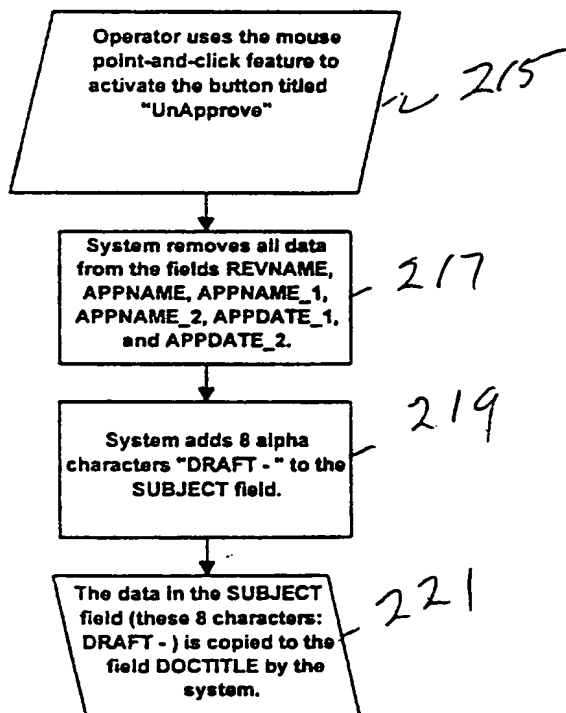 Operator uses the mouse
point-and-click feature to
activate the button titled
"UnApprove"
215
System removes all data
from the fields REVNAME,
APPNAME, APPNAME_1,
APPNAME_2, APPDATE_1,
and APPDATE_2.
217
System adds 8 alpha
characters "DRAFT - " to the
SUBJECT field.
219
The data in the SUBJECT
field (these 8 characters:
DRAFT - ) is copied to the
field DOCTITLE by the
system.
221